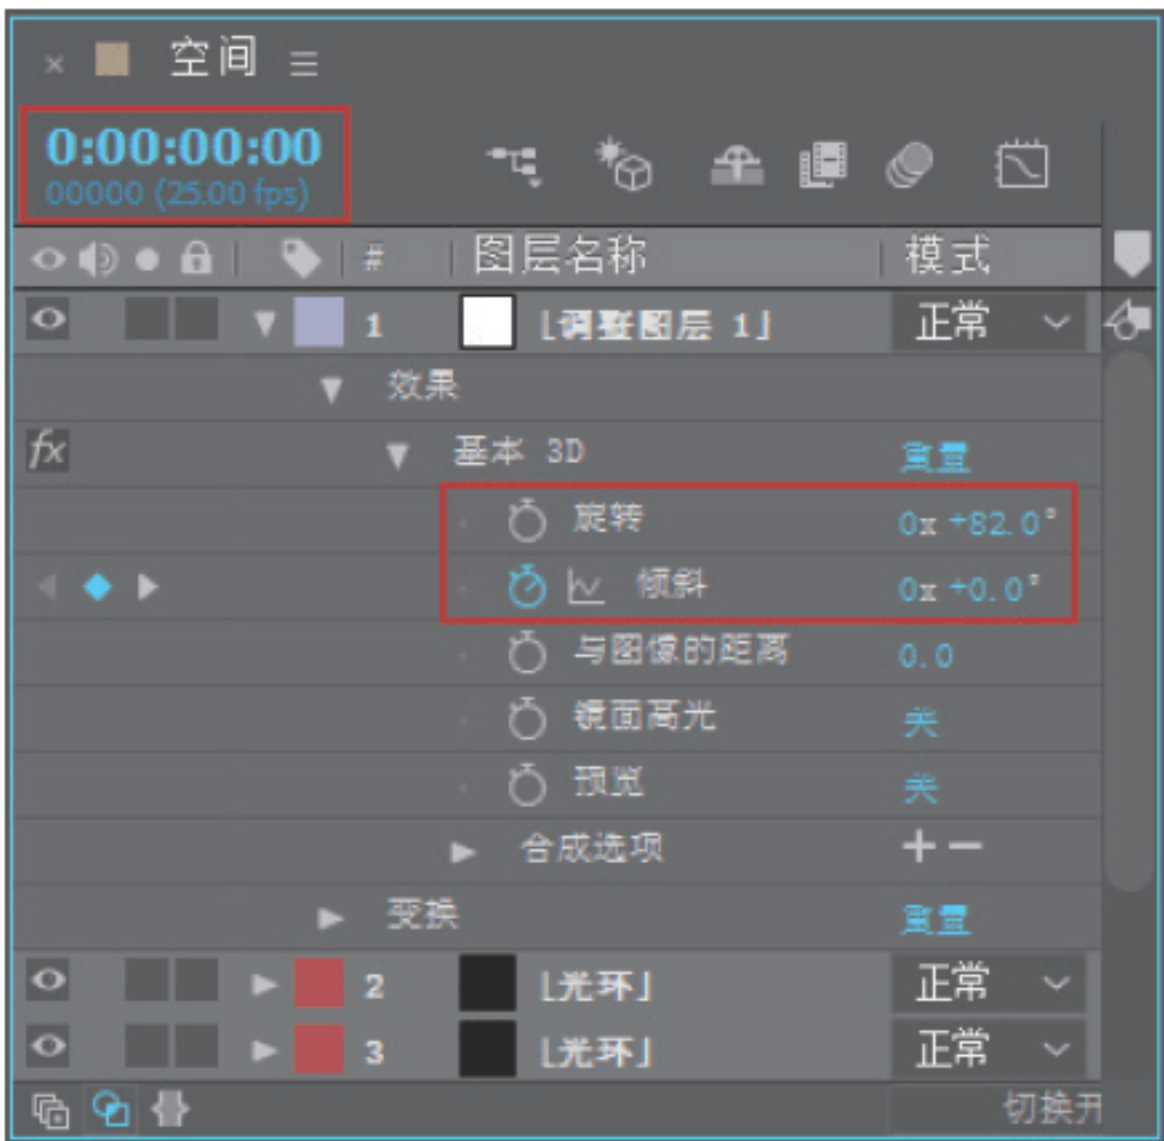 空间
0:00:00:00
00000 (25.00 fps)
# 图层名称 模式
1 [调整图层 1] 正常
效果
fx 基本 3D 重置
旋转 0x +82.0°
倾斜 0x +0.0°
与图像的距离 0.0
镜面高光 关
预览 关
合成选项 + −
变换 重置
2 [光环] 正常
3 [光环] 正常
切换开